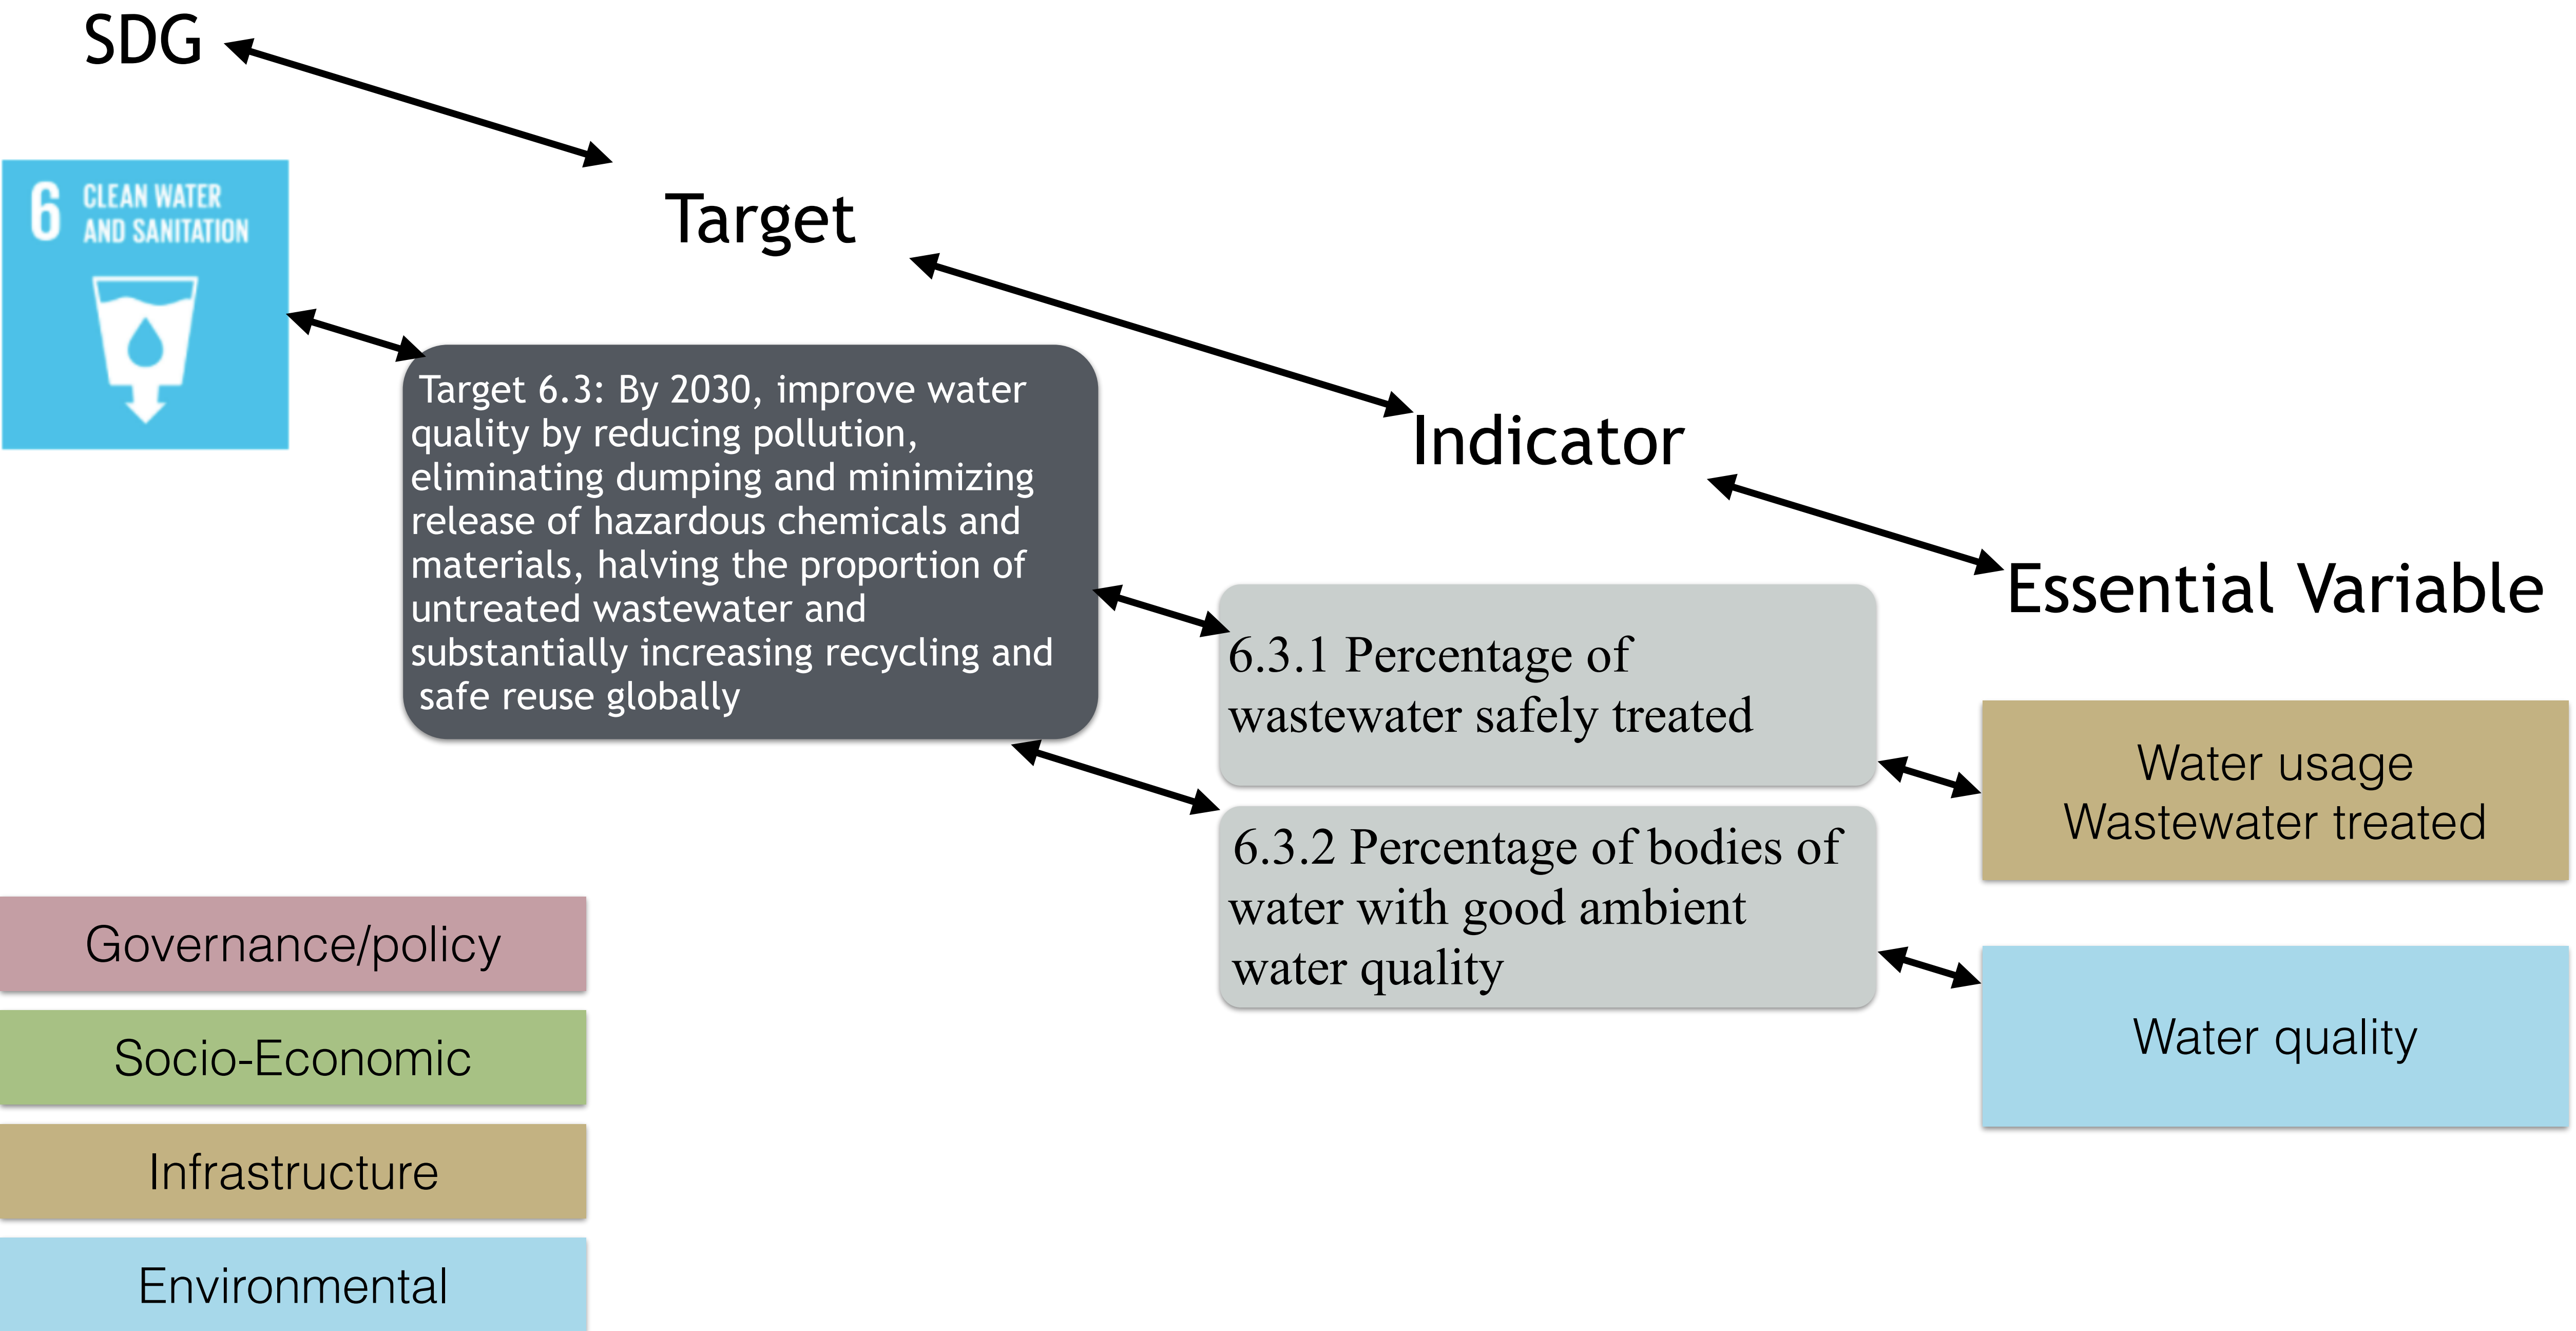 SDG
6 CLEAN WATER
AND SANITATION
Target
Target 6.3: By 2030, improve water
quality by reducing pollution,
eliminating dumping and minimizing
release of hazardous chemicals and
materials, halving the proportion of
untreated wastewater and
substantially increasing recycling and
safe reuse globally
Indicator
6.3.1 Percentage of
wastewater safely treated
6.3.2 Percentage of bodies of
water with good ambient
water quality
Essential Variable
Water usage
Wastewater treated
Water quality
Governance/policy
Socio-Economic
Infrastructure
Environmental